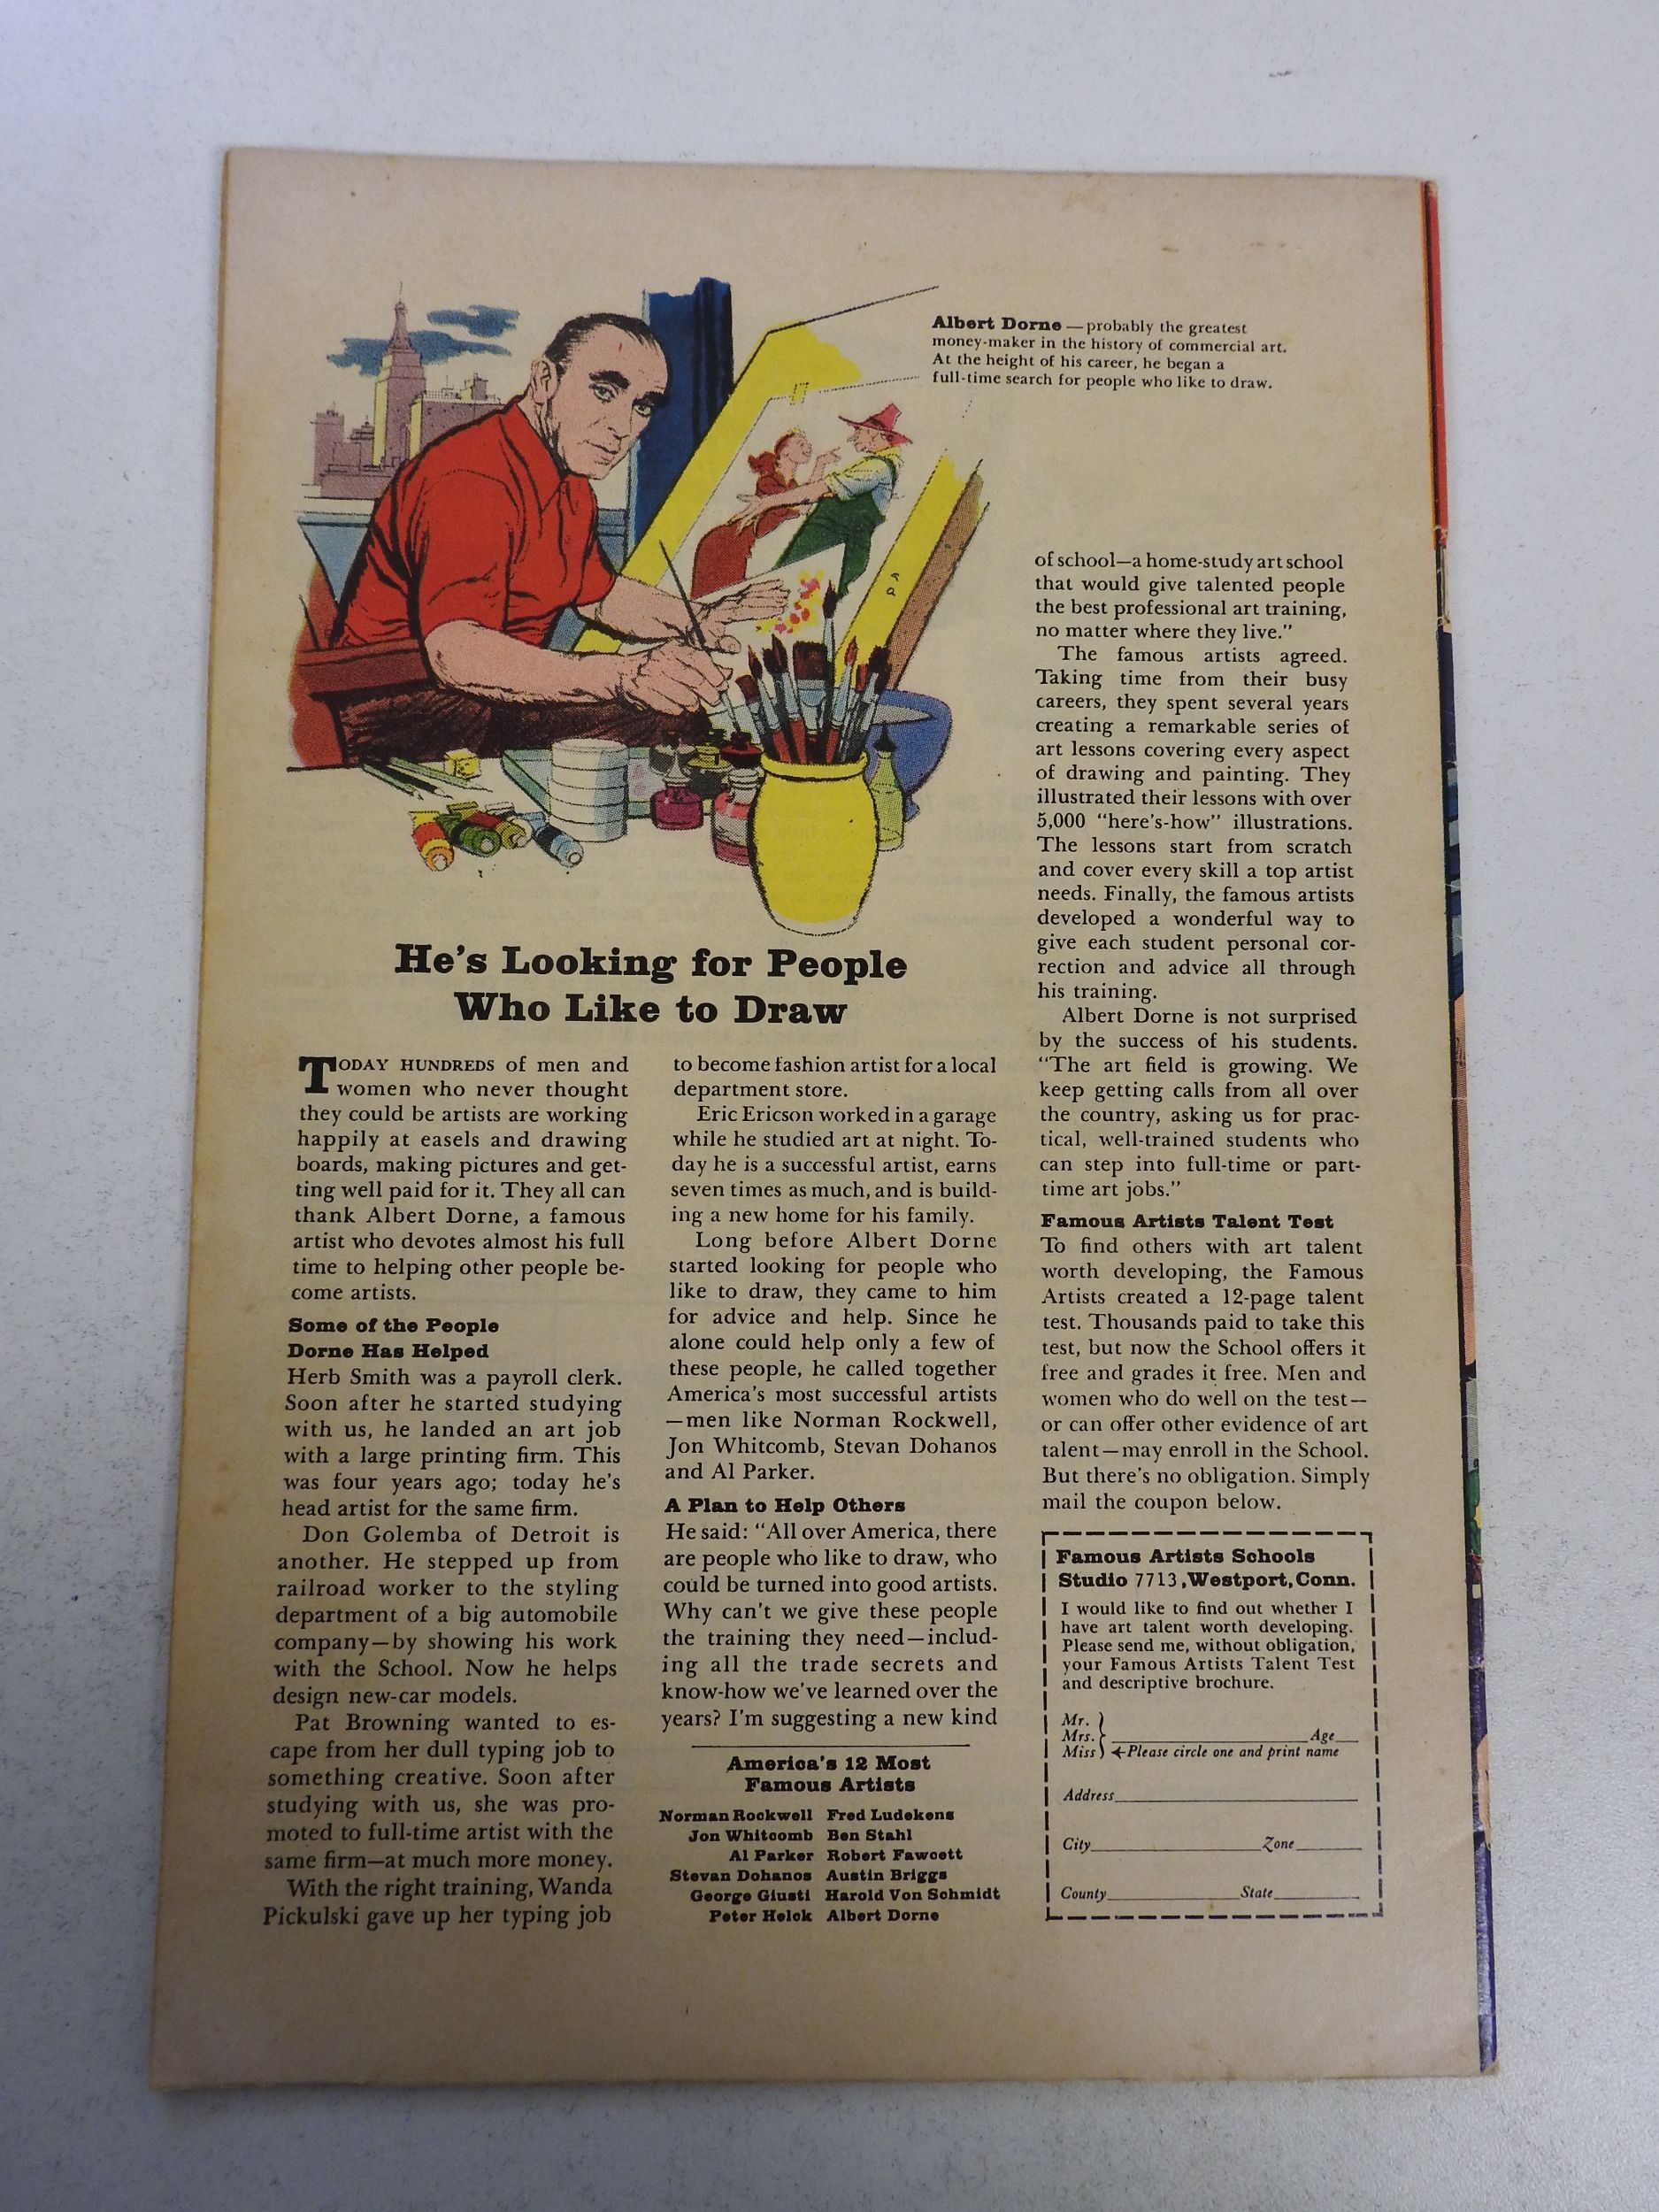 Albert Dorne — probably the greatest
money-maker in the history of commercial art.
At the height of his career, he began a
full-time search for people who like to draw.
He's Looking for People
Who Like to Draw
TODAY HUNDREDS of men and
women who never thought
they could be artists are working
happily at easels and drawing
boards, making pictures and get-
ting well paid for it. They all can
thank Albert Dorne, a famous
artist who devotes almost his full
time to helping other people be-
come artists.
Some of the People
Dorne Has Helped
Herb Smith was a payroll clerk.
Soon after he started studying
with us, he landed an art job
with a large printing firm. This
was four years ago; today he's
head artist for the same firm.
Don Golemba of Detroit is
another. He stepped up from
railroad worker to the styling
department of a big automobile
company—by showing his work
with the School. Now he helps
design new-car models.
Pat Browning wanted to es-
cape from her dull typing job to
something creative. Soon after
studying with us, she was pro-
moted to full-time artist with the
same firm—at much more money.
With the right training, Wanda
Pickulski gave up her typing job
to become fashion artist for a local
department store.
Eric Ericson worked in a garage
while he studied art at night. To-
day he is a successful artist, earns
seven times as much, and is build-
ing a new home for his family.
Long before Albert Dorne
started looking for people who
like to draw, they came to him
for advice and help. Since he
alone could help only a few of
these people, he called together
America's most successful artists
—men like Norman Rockwell,
Jon Whitcomb, Stevan Dohanos
and Al Parker.
A Plan to Help Others
He said: "All over America, there
are people who like to draw, who
could be turned into good artists.
Why can't we give these people
the training they need—includ-
ing all the trade secrets and
know-how we've learned over the
years? I'm suggesting a new kind
America's 12 Most
Famous Artists
Norman Rockwell Fred Ludekens
Jon Whitcomb Ben Stahl
Al Parker Robert Fawcett
Stevan Dohanos Austin Briggs
George Giusti Harold Von Schmidt
Peter Helck Albert Dorne
of school—a home-study art school
that would give talented people
the best professional art training,
no matter where they live."
The famous artists agreed.
Taking time from their busy
careers, they spent several years
creating a remarkable series of
art lessons covering every aspect
of drawing and painting. They
illustrated their lessons with over
5,000 "here's-how" illustrations.
The lessons start from scratch
and cover every skill a top artist
needs. Finally, the famous artists
developed a wonderful way to
give each student personal cor-
rection and advice all through
his training.
Albert Dorne is not surprised
by the success of his students.
"The art field is growing. We
keep getting calls from all over
the country, asking us for prac-
tical, well-trained students who
can step into full-time or part-
time art jobs."
Famous Artists Talent Test
To find others with art talent
worth developing, the Famous
Artists created a 12-page talent
test. Thousands paid to take this
test, but now the School offers it
free and grades it free. Men and
women who do well on the test—
or can offer other evidence of art
talent—may enroll in the School.
But there's no obligation. Simply
mail the coupon below.
Famous Artists Schools
Studio 7713, Westport, Conn.
I would like to find out whether I
have art talent worth developing.
Please send me, without obligation,
your Famous Artists Talent Test
and descriptive brochure.
Mr.
Mrs. Age
Miss ←Please circle one and print name
Address
City Zone
County State